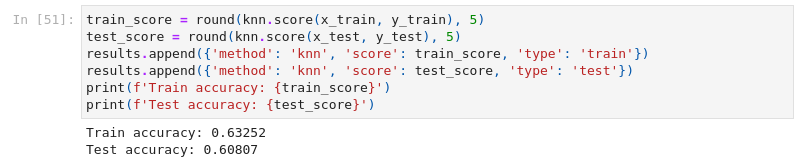 In [51]: train_score = round(knn.score(x_train, y_train), 5)
test_score = round(knn.score(x_test, y_test), 5)
results.append({'method': 'knn', 'score': train_score, 'type': 'train'})
results.append({'method': 'knn', 'score': test_score, 'type': 'test'})
print(f'Train accuracy: {train_score}')
print(f'Test accuracy: {test_score}')
Train accuracy: 0.63252
Test accuracy: 0.60807